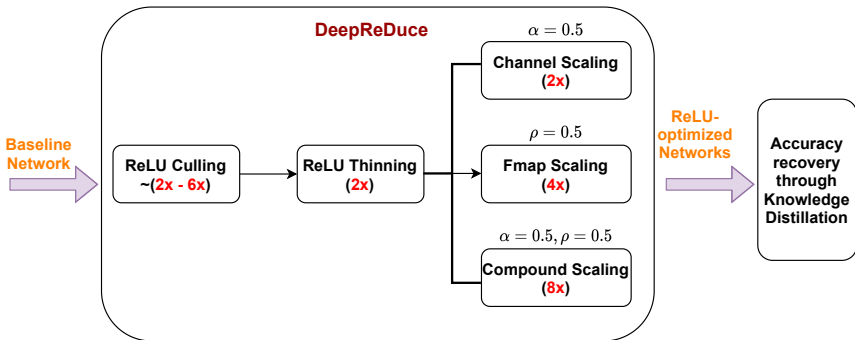 DeepReDuce
Baseline
Network
ReLU Culling
~(2x - 6x)
ReLU Thinning
(2x)
α = 0.5
Channel Scaling
(2x)
ρ = 0.5
Fmap Scaling
(4x)
α = 0.5, ρ = 0.5
Compound Scaling
(8x)
ReLU-
optimized
Networks
Accuracy
recovery
through
Knowledge
Distillation